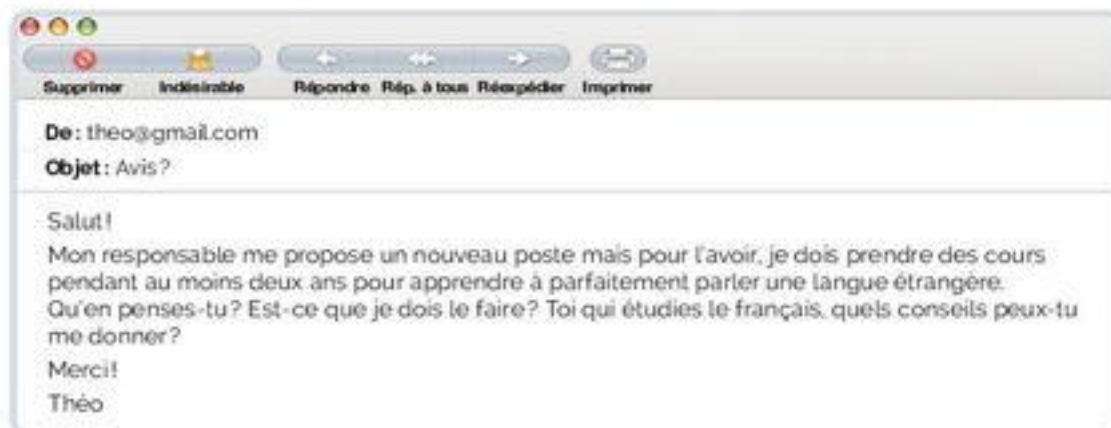 Supprimer Indésirable Répondre Rép. à tous Réexpédier Imprimer
De : theo@gmail.com
Objet : Avis ?
Salut !
Mon responsable me propose un nouveau poste mais pour l'avoir, je dois prendre des cours
pendant au moins deux ans pour apprendre à parfaitement parler une langue étrangère.
Qu'en penses-tu ? Est-ce que je dois le faire ? Toi qui étudies le français, quels conseils peux-tu
me donner ?
Merci !
Théo